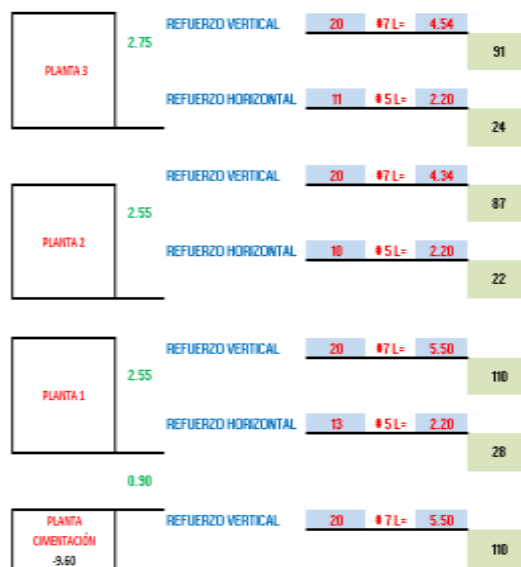 REFUERZO VERTICAL 20 #7 L= 4.54
2.75
91
PLANTA 3
REFUERZO HORIZONTAL 11 #5 L= 2.20
24
REFUERZO VERTICAL 20 #7 L= 4.34
87
2.55
PLANTA 2
REFUERZO HORIZONTAL 10 #5 L= 2.20
22
REFUERZO VERTICAL 20 #7 L= 5.50
2.55
110
PLANTA 1
REFUERZO HORIZONTAL 13 #5 L= 2.20
28
0.90
PLANTA
CIMENTACIÓN
-9.60
REFUERZO VERTICAL 20 #7 L= 5.50
110